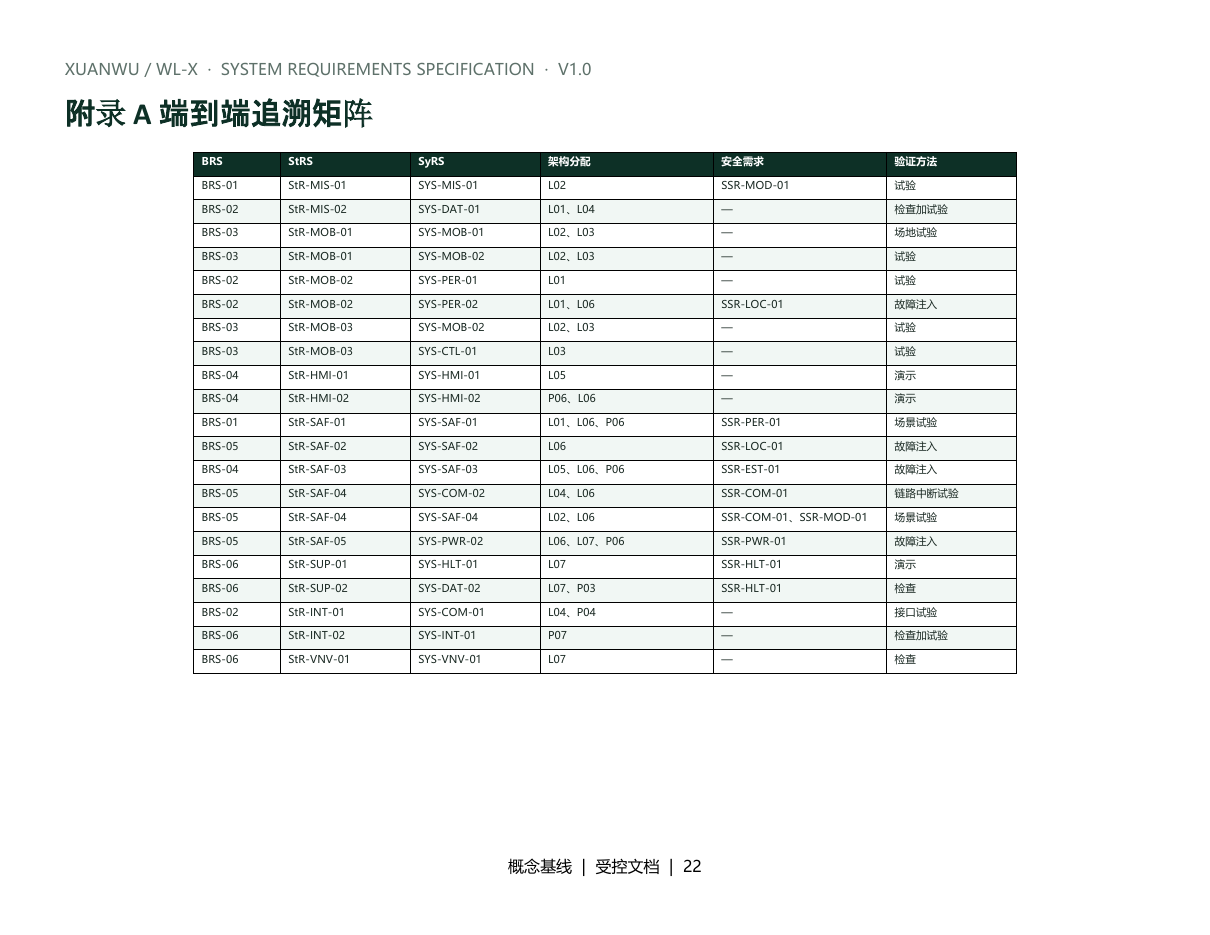 XUANWU / WL-X · SYSTEM REQUIREMENTS SPECIFICATION · V1.0
附录 A 端到端追溯矩阵
BRS StRS SyRS 架构分配 安全需求 验证方法
BRS-01 StR-MIS-01 SYS-MIS-01 L02 SSR-MOD-01 试验
BRS-02 StR-MIS-02 SYS-DAT-01 L01、L04 — 检查加试验
BRS-03 StR-MOB-01 SYS-MOB-01 L02、L03 — 场地试验
BRS-03 StR-MOB-01 SYS-MOB-02 L02、L03 — 试验
BRS-02 StR-MOB-02 SYS-PER-01 L01 — 试验
BRS-02 StR-MOB-02 SYS-PER-02 L01、L06 SSR-LOC-01 故障注入
BRS-03 StR-MOB-03 SYS-MOB-02 L02、L03 — 试验
BRS-03 StR-MOB-03 SYS-CTL-01 L03 — 试验
BRS-04 StR-HMI-01 SYS-HMI-01 L05 — 演示
BRS-04 StR-HMI-02 SYS-HMI-02 P06、L06 — 演示
BRS-01 StR-SAF-01 SYS-SAF-01 L01、L06、P06 SSR-PER-01 场景试验
BRS-05 StR-SAF-02 SYS-SAF-02 L06 SSR-LOC-01 故障注入
BRS-04 StR-SAF-03 SYS-SAF-03 L05、L06、P06 SSR-EST-01 故障注入
BRS-05 StR-SAF-04 SYS-COM-02 L04、L06 SSR-COM-01 链路中断试验
BRS-05 StR-SAF-04 SYS-SAF-04 L02、L06 SSR-COM-01、SSR-MOD-01 场景试验
BRS-05 StR-SAF-05 SYS-PWR-02 L06、L07、P06 SSR-PWR-01 故障注入
BRS-06 StR-SUP-01 SYS-HLT-01 L07 SSR-HLT-01 演示
BRS-06 StR-SUP-02 SYS-DAT-02 L07、P03 SSR-HLT-01 检查
BRS-02 StR-INT-01 SYS-COM-01 L04、P04 — 接口试验
BRS-06 StR-INT-02 SYS-INT-01 P07 — 检查加试验
BRS-06 StR-VNV-01 SYS-VNV-01 L07 — 检查
概念基线 | 受控文档 | 22